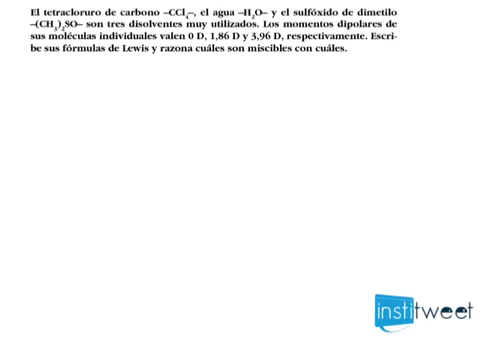 El tetracloruro de carbono –CCl₄–, el agua –H₂O– y el sulfóxido de dimetilo
–(CH₃)₂SO– son tres disolventes muy utilizados. Los momentos dipolares de
sus moléculas individuales valen 0 D, 1,86 D y 3,96 D, respectivamente. Escri-
be sus fórmulas de Lewis y razona cuáles son miscibles con cuáles.
institweet